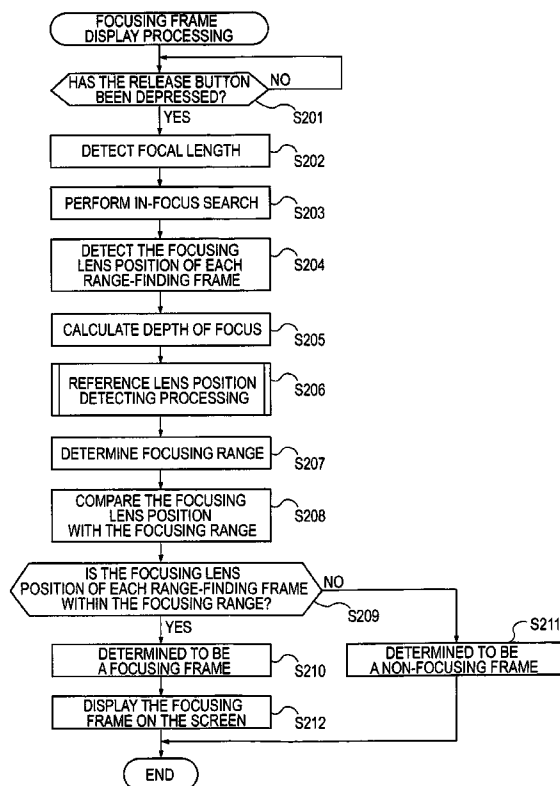 FOCUSING FRAME
DISPLAY PROCESSING
HAS THE RELEASE BUTTON
BEEN DEPRESSED?
NO
S201
YES
DETECT FOCAL LENGTH
S202
PERFORM IN-FOCUS SEARCH
S203
DETECT THE FOCUSING
LENS POSITION OF EACH
RANGE-FINDING FRAME
S204
CALCULATE DEPTH OF FOCUS
S205
REFERENCE LENS POSITION
DETECTING PROCESSING
S206
DETERMINE FOCUSING RANGE
S207
COMPARE THE FOCUSING
LENS POSITION
WITH THE FOCUSING RANGE
S208
IS THE FOCUSING LENS
POSITION OF EACH RANGE-FINDING FRAME
WITHIN THE FOCUSING RANGE?
NO
S209
YES
S211
DETERMINED TO BE
A FOCUSING FRAME
S210
DETERMINED TO BE
A NON-FOCUSING FRAME
DISPLAY THE FOCUSING
FRAME ON THE SCREEN
S212
END